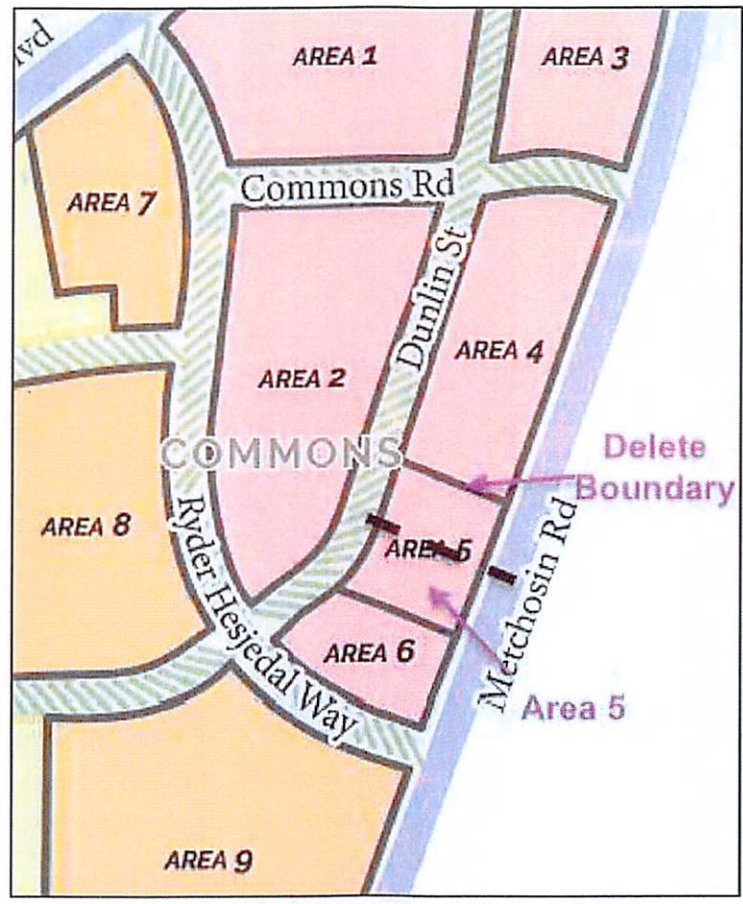 lvd
AREA 1
AREA 3
AREA 7
Commons Rd
Dunlin St
AREA 4
AREA 2
COMMONS
Delete
Boundary
AREA 8
AREA 5
Ryder Hesjedal Way
Metchosin Rd
AREA 6
Area 5
AREA 9